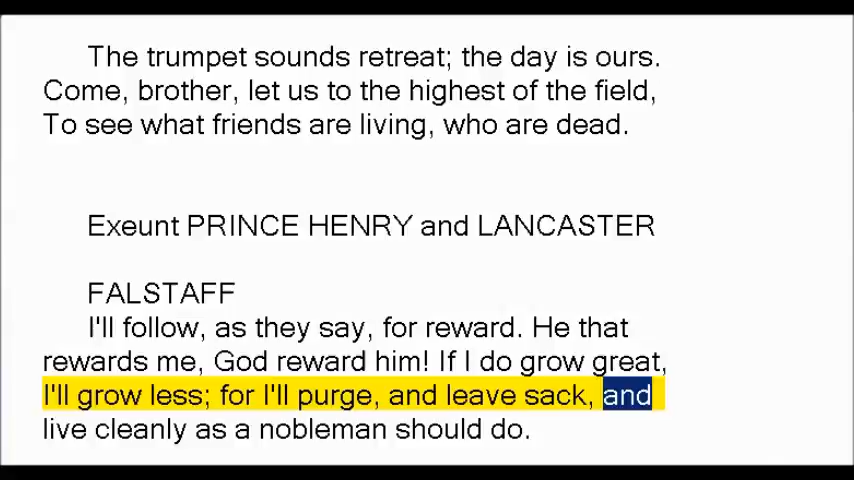 The trumpet sounds retreat; the day is ours.
Come, brother, let us to the highest of the field,
To see what friends are living, who are dead.
Exeunt PRINCE HENRY and LANCASTER
FALSTAFF
I'll follow, as they say, for reward. He that
rewards me, God reward him! If I do grow great,
I'll grow less; for I'll purge, and leave sack, and
live cleanly as a nobleman should do.